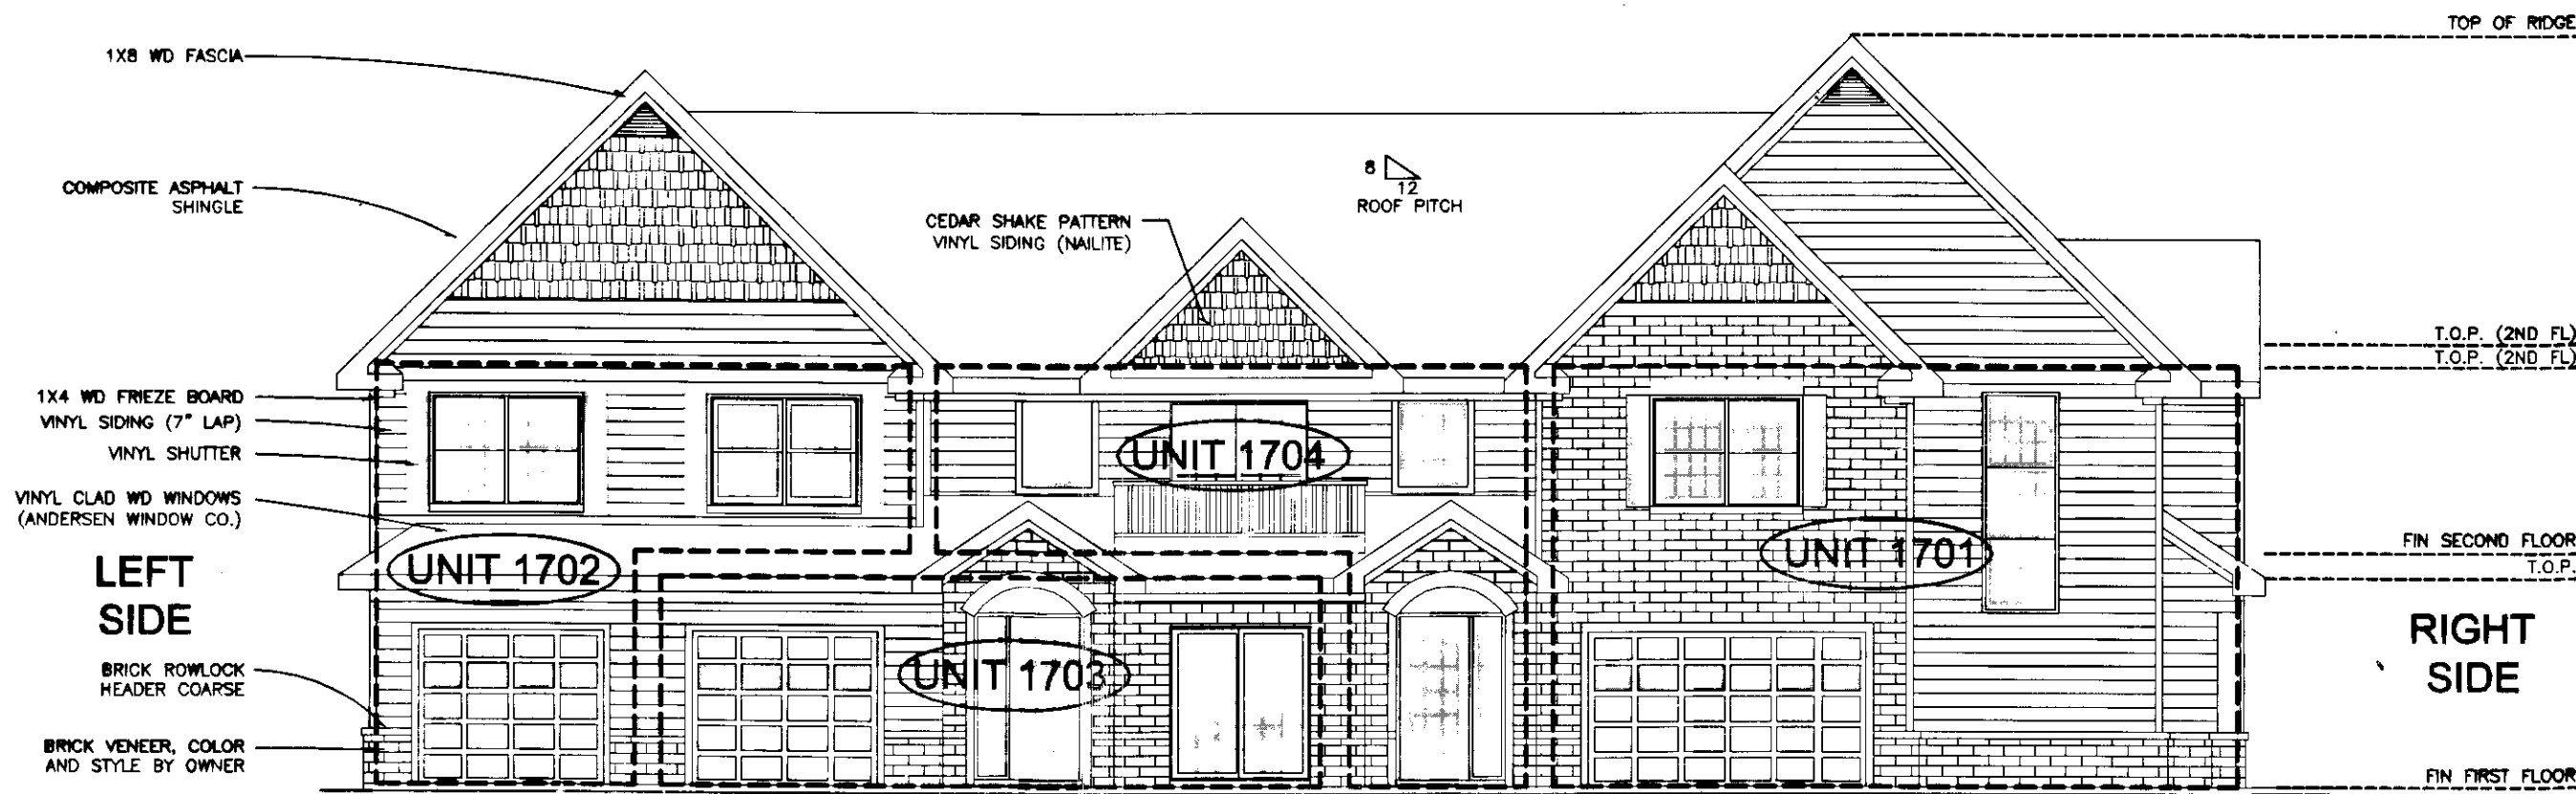 TOP OF RIDGE
1X8 WD FASCIA
COMPOSITE ASPHALT
SHINGLE
8
12
ROOF PITCH
CEDAR SHAKE PATTERN
VINYL SIDING (NAILITE)
T.O.P. (2ND FL)
T.O.P. (2ND FL)
1X4 WD FRIEZE BOARD
VINYL SIDING (7" LAP)
VINYL SHUTTER
VINYL CLAD WD WINDOWS
(ANDERSEN WINDOW CO.)
UNIT 1704
UNIT 1701
UNIT 1702
FIN SECOND FLOOR
T.O.P.
LEFT
SIDE
RIGHT
SIDE
UNIT 1703
BRICK ROWLOCK
HEADER COARSE
BRICK VENEER, COLOR
AND STYLE BY OWNER
FIN FIRST FLOOR